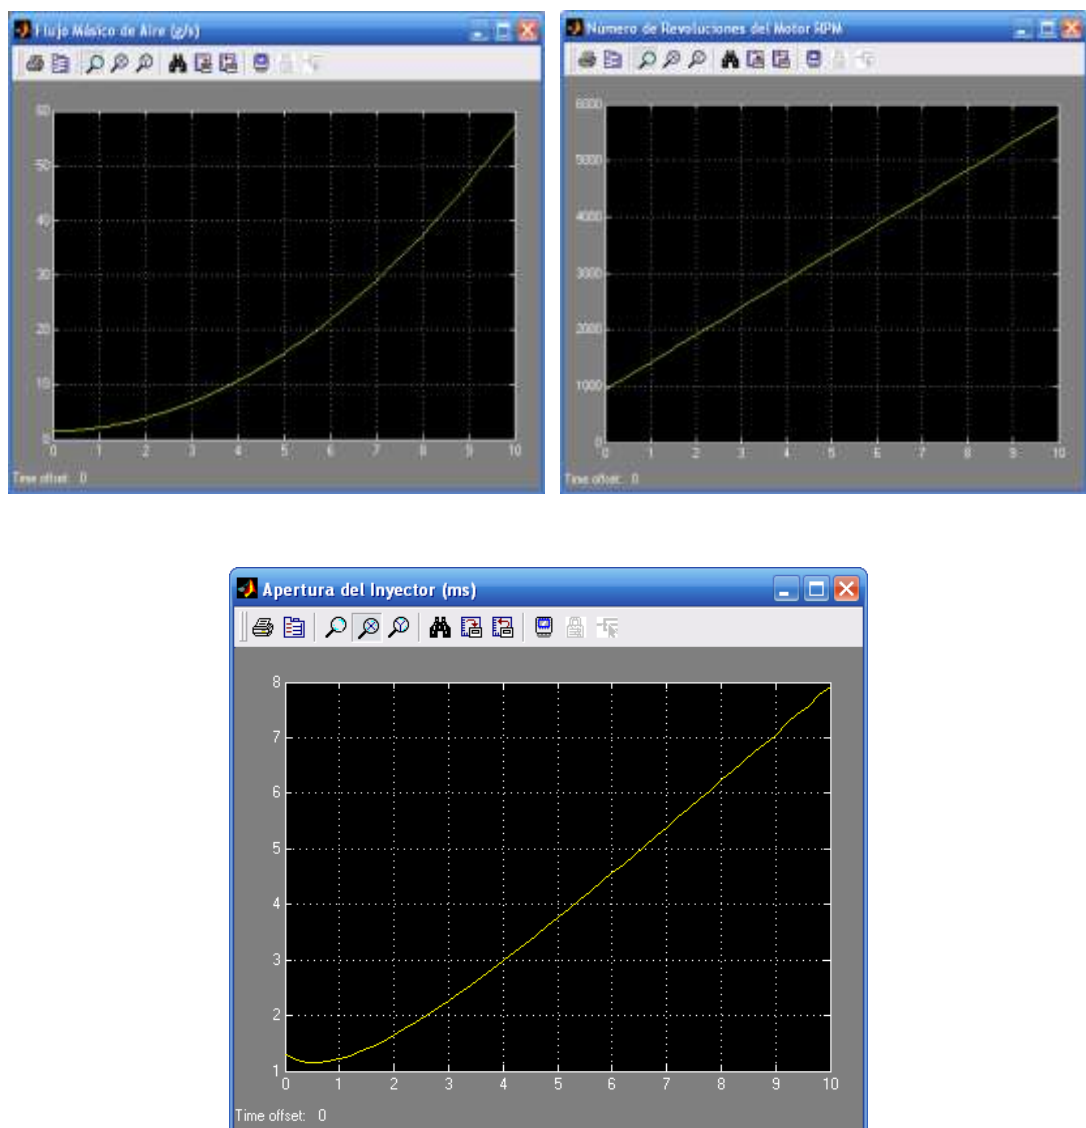 Flujo Másico de Aire (g/s)
60
50
40
30
20
10
0
0 1 2 3 4 5 6 7 8 9 10
Time offset: 0
Número de Revoluciones del Motor RPM
6000
5000
4000
3000
2000
1000
0
0 1 2 3 4 5 6 7 8 9 10
Time offset: 0
Apertura del Inyector (ms)
8
7
6
5
4
3
2
1
0 1 2 3 4 5 6 7 8 9 10
Time offset: 0